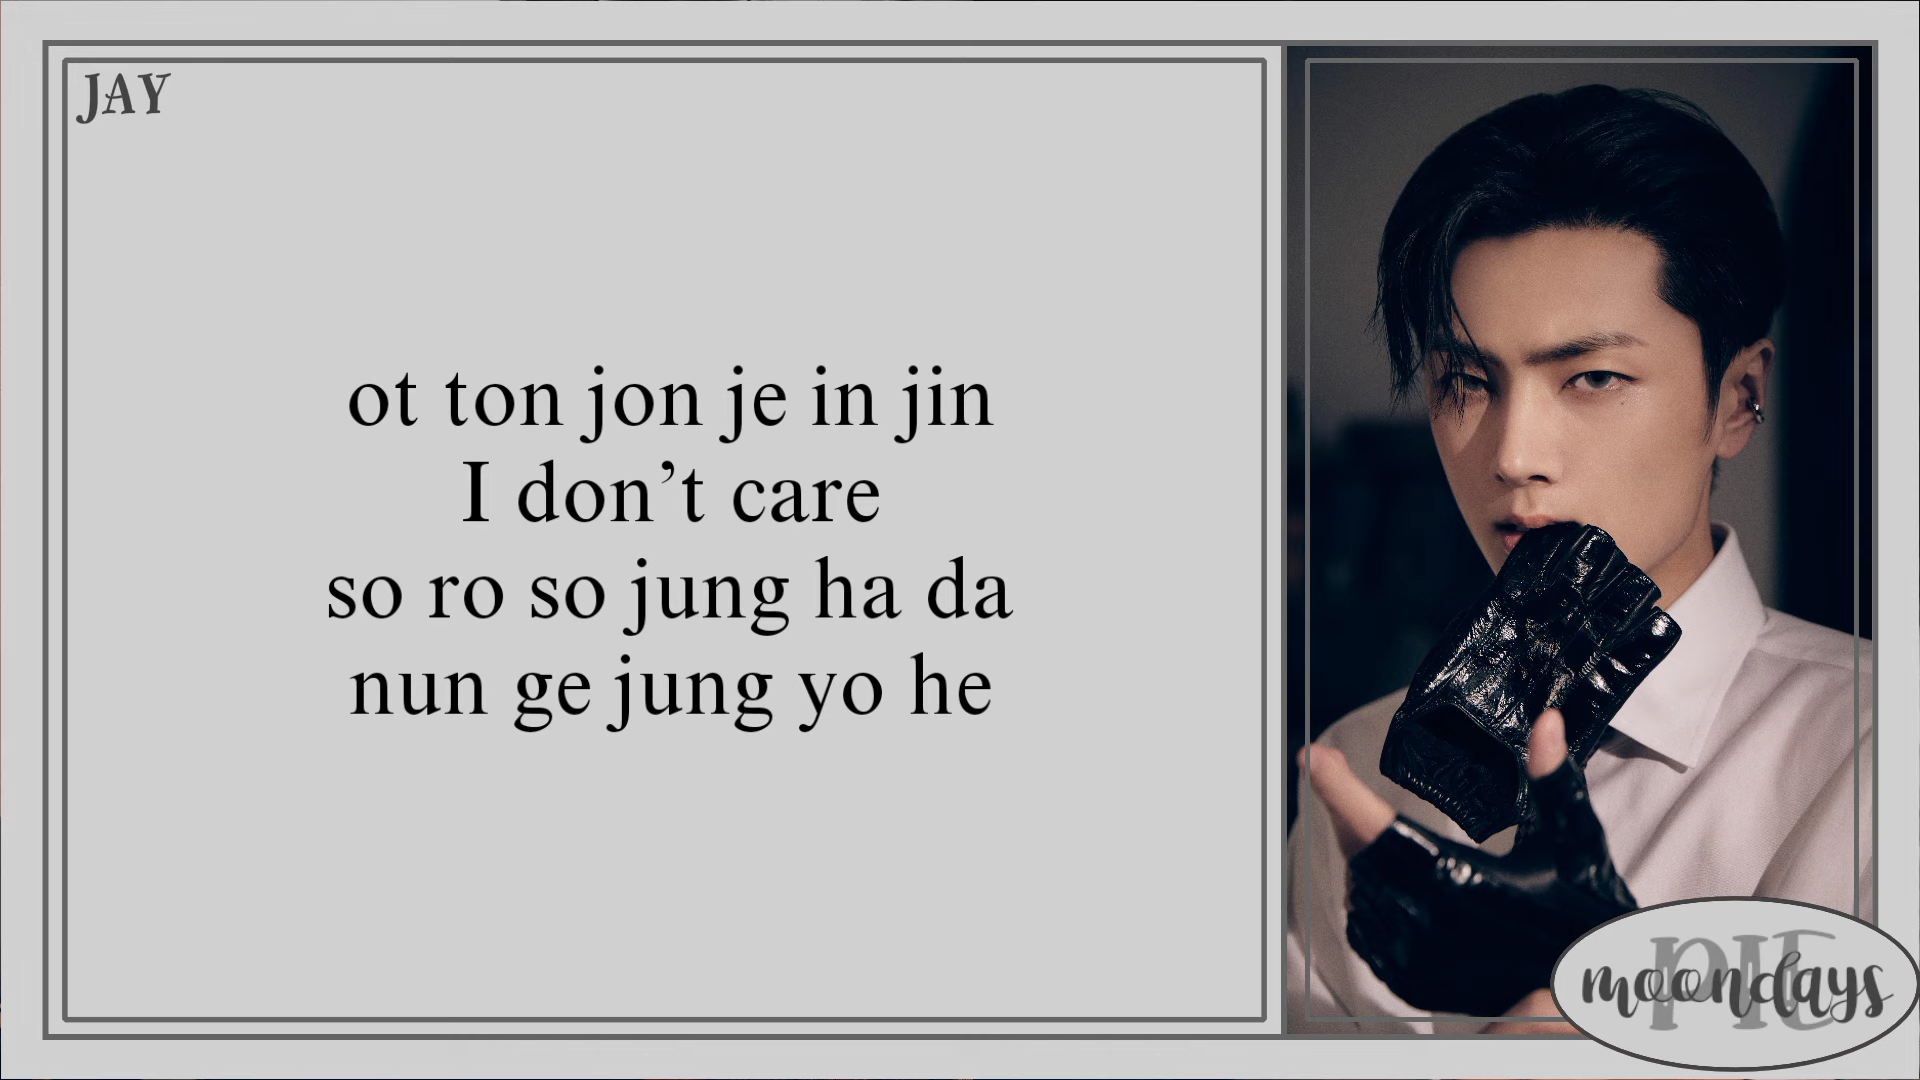 JAY
ot ton jon je in jin
I don’t care
so ro so jung ha da
nun ge jung yo he
PIE
moondays